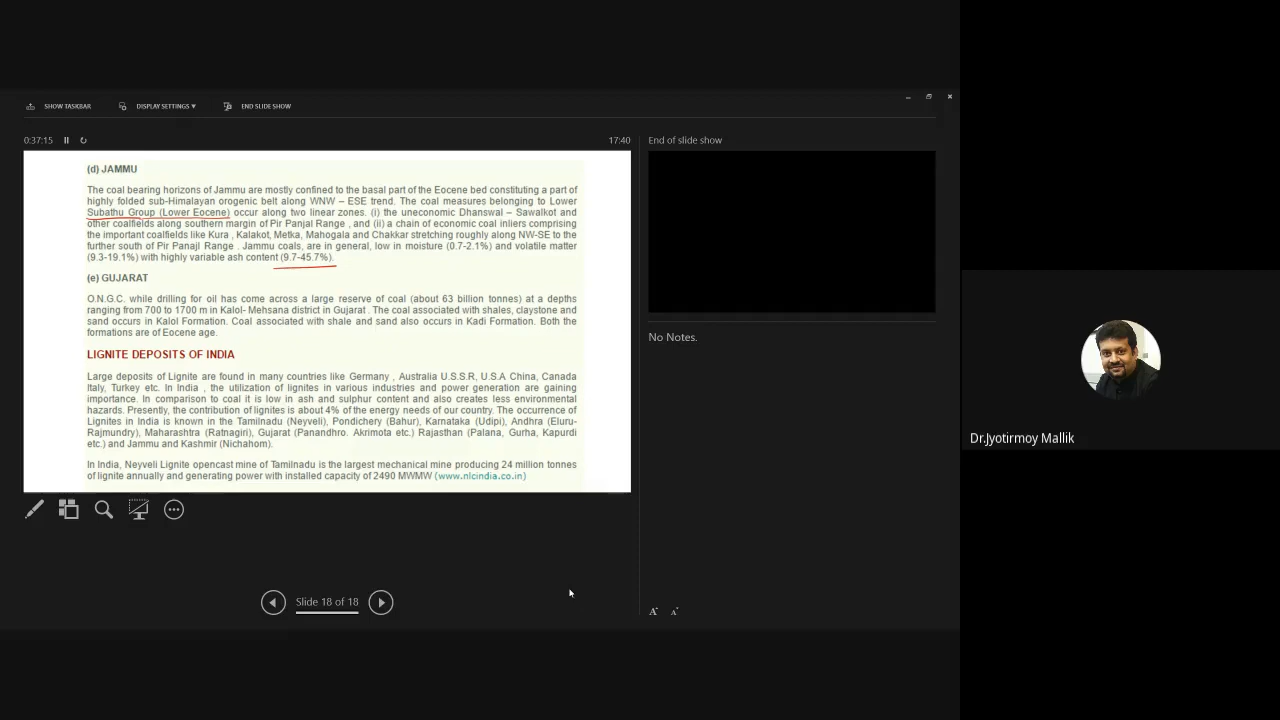 SHOW TASKBAR
DISPLAY SETTINGS ▾
END SLIDE SHOW
0:37:15
17:40
End of slide show
(d) JAMMU
The coal bearing horizons of Jammu are mostly confined to the basal part of the Eocene bed constituting a part of
highly folded sub-Himalayan orogenic belt along WNW – ESE trend. The coal measures belonging to Lower
Subathu Group (Lower Eocene) occur along two linear zones. (i) the uneconomic Dhanswal – Sawalkot and
other coalfields along southern margin of Pir Panjal Range , and (ii) a chain of economic coal inliers comprising
the important coalfields like Kura , Kalakot, Metka, Mahogala and Chakkar stretching roughly along NW-SE to the
further south of Pir Panajl Range . Jammu coals, are in general, low in moisture (0.7-2.1%) and volatile matter
(9.3-19.1%) with highly variable ash content (9.7-45.7%).
(e) GUJARAT
O.N.G.C. while drilling for oil has come across a large reserve of coal (about 63 billion tonnes) at a depths
ranging from 700 to 1700 m in Kalol- Mehsana district in Gujarat . The coal associated with shales, claystone and
sand occurs in Kalol Formation. Coal associated with shale and sand also occurs in Kadi Formation. Both the
formations are of Eocene age.
LIGNITE DEPOSITS OF INDIA
Large deposits of Lignite are found in many countries like Germany , Australia U.S.S.R, U.S.A China, Canada
Italy, Turkey etc. In India , the utilization of lignites in various industries and power generation are gaining
importance. In comparison to coal it is low in ash and sulphur content and also creates less environmental
hazards. Presently, the contribution of lignites is about 4% of the energy needs of our country. The occurrence of
Lignites in India is known in the Tamilnadu (Neyveli), Pondichery (Bahur), Karnataka (Udipi), Andhra (Eluru-
Rajmundry), Maharashtra (Ratnagiri), Gujarat (Panandhro. Akrimota etc.) Rajasthan (Palana, Gurha, Kapurdi
etc.) and Jammu and Kashmir (Nichahom).
In India, Neyveli Lignite opencast mine of Tamilnadu is the largest mechanical mine producing 24 million tonnes
of lignite annually and generating power with installed capacity of 2490 MWMW (www.nlcindia.co.in)
No Notes.
Slide 18 of 18
A A
Dr.Jyotirmoy Mallik